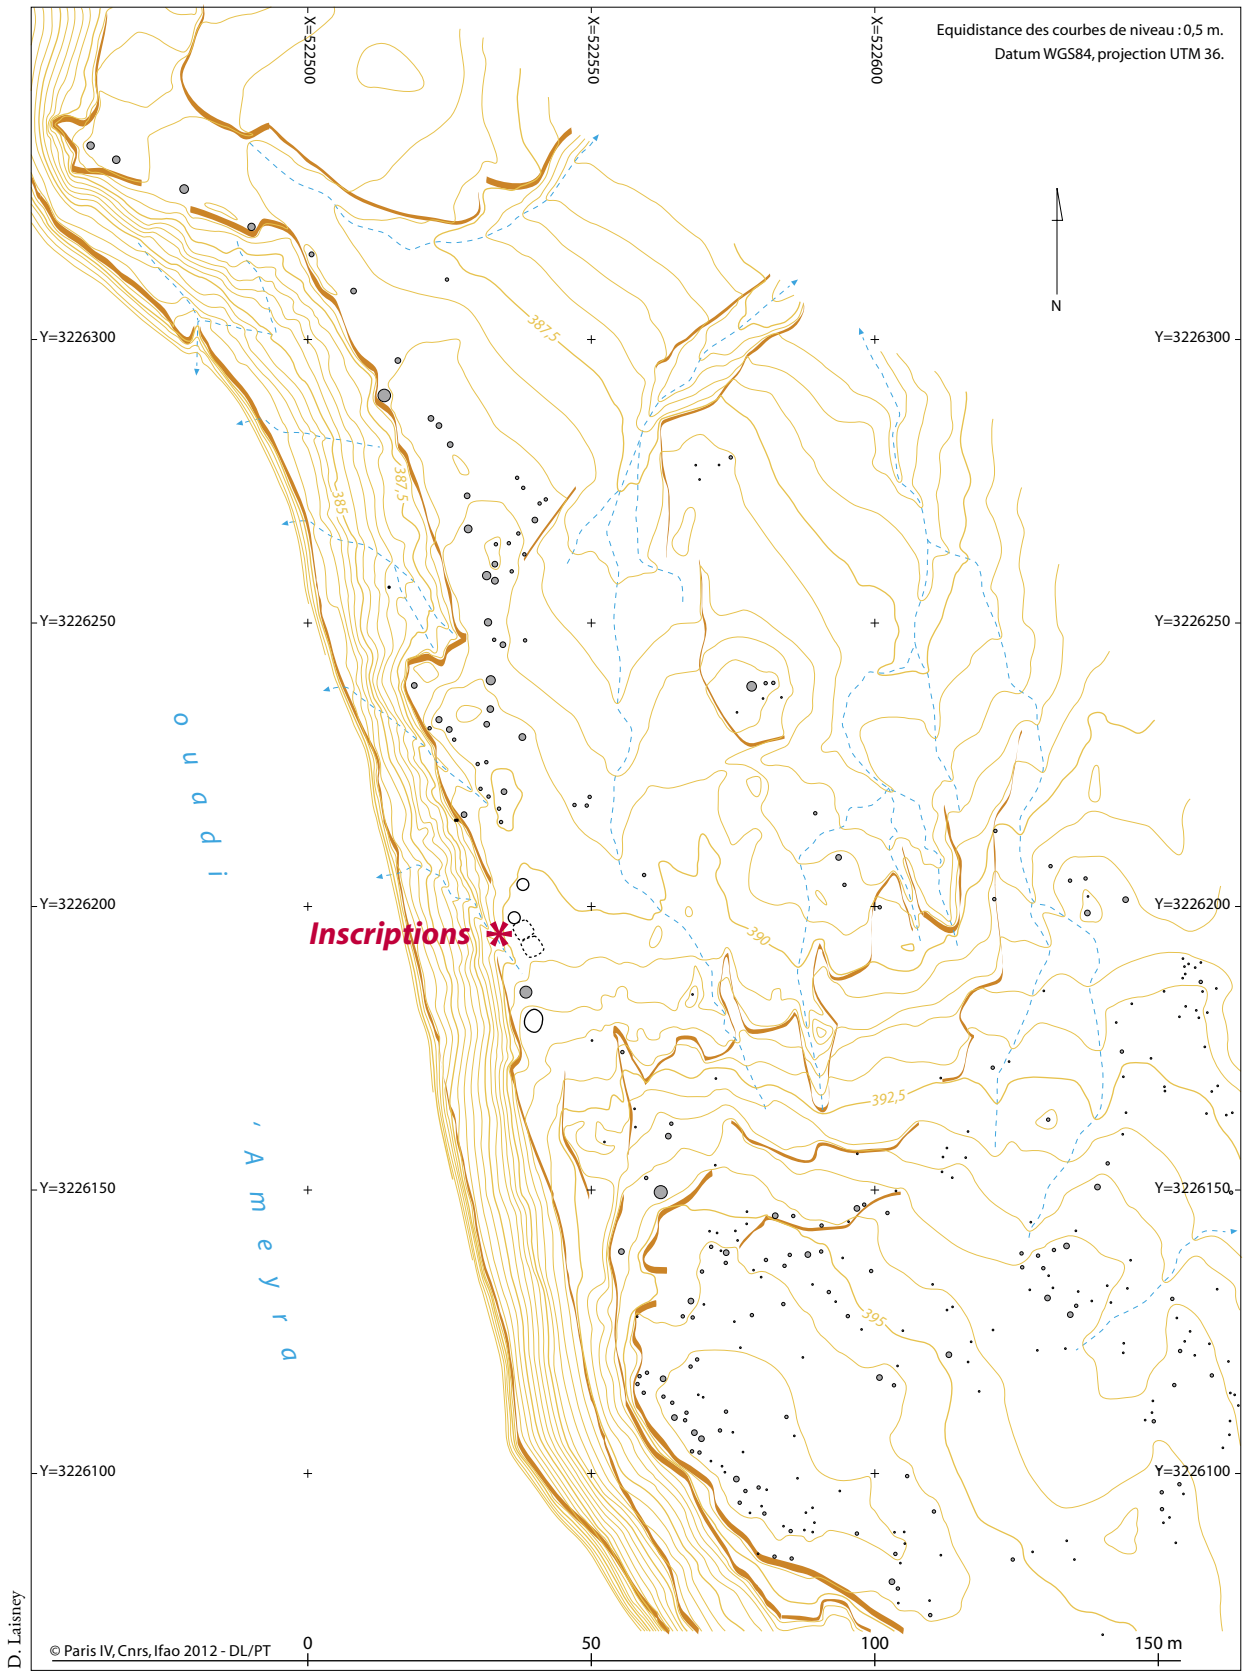 Equidistance des courbes de niveau : 0,5 m.
Datum WGS84, projection UTM 36.
X=522500
X=522550
X=522600
N
Y=3226300
387,5
Y=3226300
387,5
385
Y=3226250
Y=3226250
ouadi
Y=3226200
Y=3226200
Inscriptions *
390
392,5
'Ameyra
Y=3226150
Y=3226150
395
Y=3226100
Y=3226100
D. Laisney
© Paris IV, Cnrs, Ifao 2012 - DL/PT
0
50
100
150 m